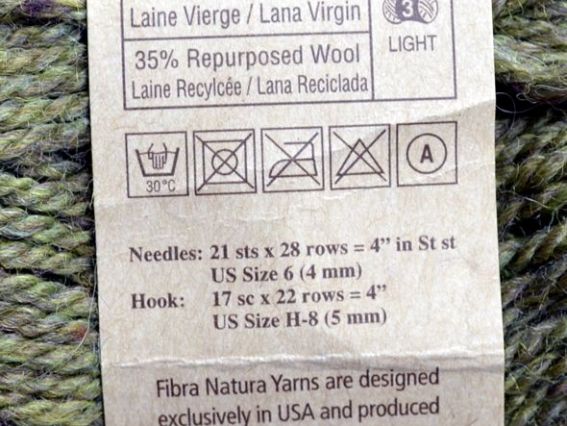 Laine Vierge / Lana Virgin
3
LIGHT
35% Repurposed Wool
Laine Recylcée / Lana Reciclada
30°C
A
Needles: 21 sts x 28 rows = 4” in St st
US Size 6 (4 mm)
Hook: 17 sc x 22 rows = 4”
US Size H-8 (5 mm)
Fibra Natura Yarns are designed
exclusively in USA and produced